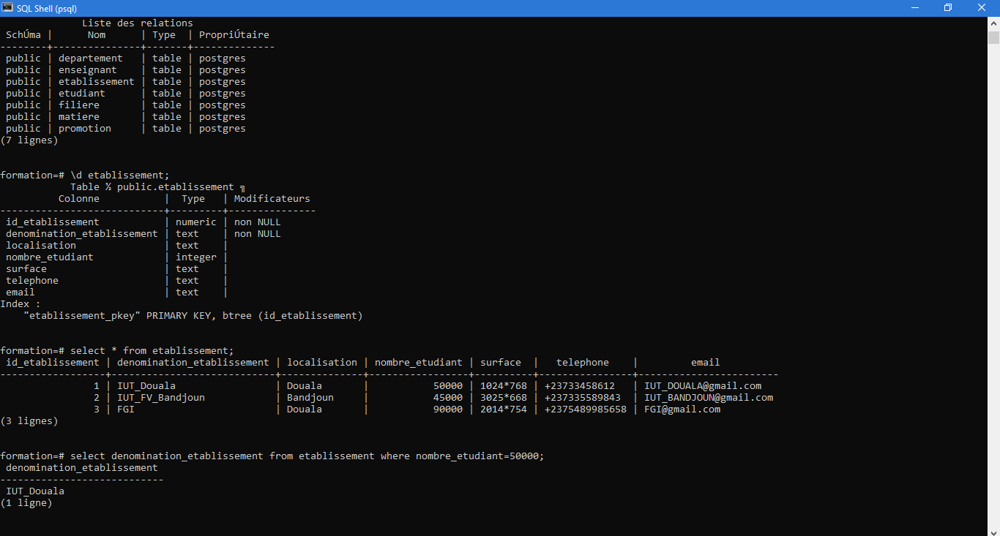 SQL Shell (psql)
            Liste des relations
 SchÚma |      Nom      | Type  | PropriÚtaire
--------+---------------+-------+--------------
 public | departement   | table | postgres
 public | enseignant    | table | postgres
 public | etablissement | table | postgres
 public | etudiant      | table | postgres
 public | filiere       | table | postgres
 public | matiere       | table | postgres
 public | promotion     | table | postgres
(7 lignes)
formation=# \d etablissement;
            Table % public.etablissement ╗
          Colonne           |  Type   | Modificateurs
----------------------------+---------+---------------
 id_etablissement           | numeric | non NULL
 denomination_etablissement | text    | non NULL
 localisation               | text    |
 nombre_etudiant            | integer |
 surface                    | text    |
 telephone                  | text    |
 email                      | text    |
Index :
    "etablissement_pkey" PRIMARY KEY, btree (id_etablissement)
formation=# select * from etablissement;
 id_etablissement | denomination_etablissement | localisation | nombre_etudiant | surface  |   telephone    |         email
------------------+----------------------------+--------------+-----------------+----------+----------------+------------------------
                1 | IUT_Douala                 | Douala       |           50000 | 1024*768 | +23733458612   | IUT_DOUALA@gmail.com
                2 | IUT_FV_Bandjoun            | Bandjoun     |           45000 | 3025*668 | +237335589843  | IUT_BANDJOUN@gmail.com
                3 | FGI                        | Douala       |           90000 | 2014*754 | +2375489985658 | FGI@gmail.com
(3 lignes)
formation=# select denomination_etablissement from etablissement where nombre_etudiant=50000;
 denomination_etablissement
----------------------------
 IUT_Douala
(1 ligne)